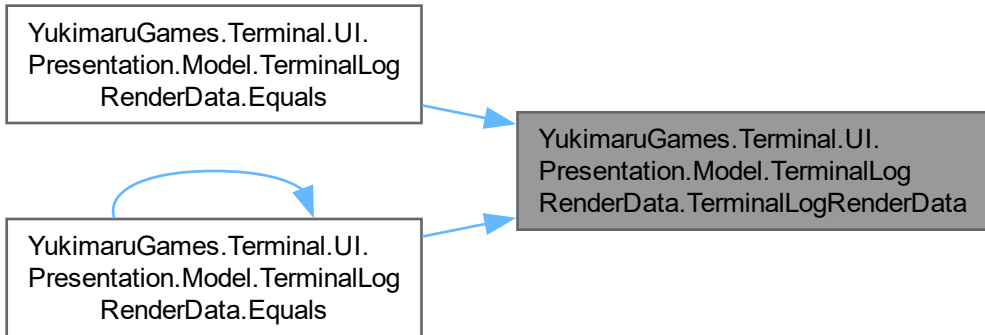 YukimaruGames.Terminal.UI.
Presentation.Model.TerminalLog
RenderData.Equals
YukimaruGames.Terminal.UI.
Presentation.Model.TerminalLog
RenderData.TerminalLogRenderData
YukimaruGames.Terminal.UI.
Presentation.Model.TerminalLog
RenderData.Equals